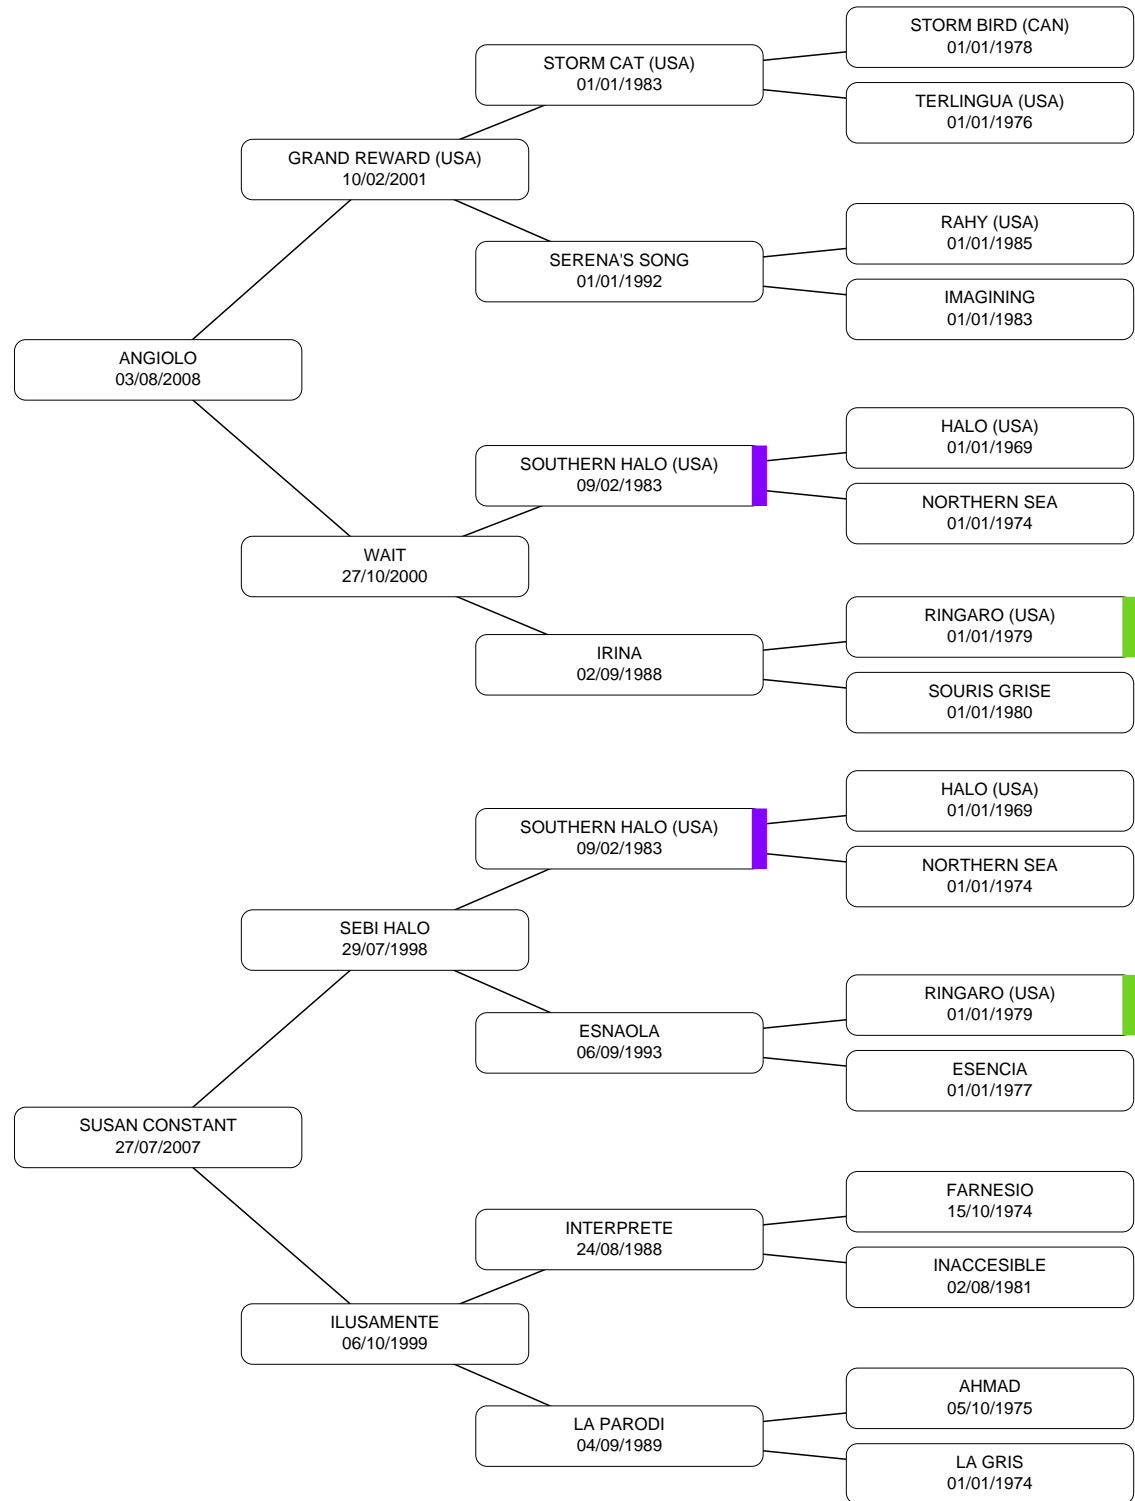 STORM BIRD (CAN)
01/01/1978
STORM CAT (USA)
01/01/1983
TERLINGUA (USA)
01/01/1976
GRAND REWARD (USA)
10/02/2001
RAHY (USA)
01/01/1985
SERENA'S SONG
01/01/1992
IMAGINING
01/01/1983
ANGIOLO
03/08/2008
HALO (USA)
01/01/1969
SOUTHERN HALO (USA)
09/02/1983
NORTHERN SEA
01/01/1974
WAIT
27/10/2000
RINGARO (USA)
01/01/1979
IRINA
02/09/1988
SOURIS GRISE
01/01/1980
HALO (USA)
01/01/1969
SOUTHERN HALO (USA)
09/02/1983
NORTHERN SEA
01/01/1974
SEBI HALO
29/07/1998
RINGARO (USA)
01/01/1979
ESNAOLA
06/09/1993
ESENCIA
01/01/1977
SUSAN CONSTANT
27/07/2007
FARNESIO
15/10/1974
INTERPRETE
24/08/1988
INACCESIBLE
02/08/1981
ILUSAMENTE
06/10/1999
AHMAD
05/10/1975
LA PARODI
04/09/1989
LA GRIS
01/01/1974